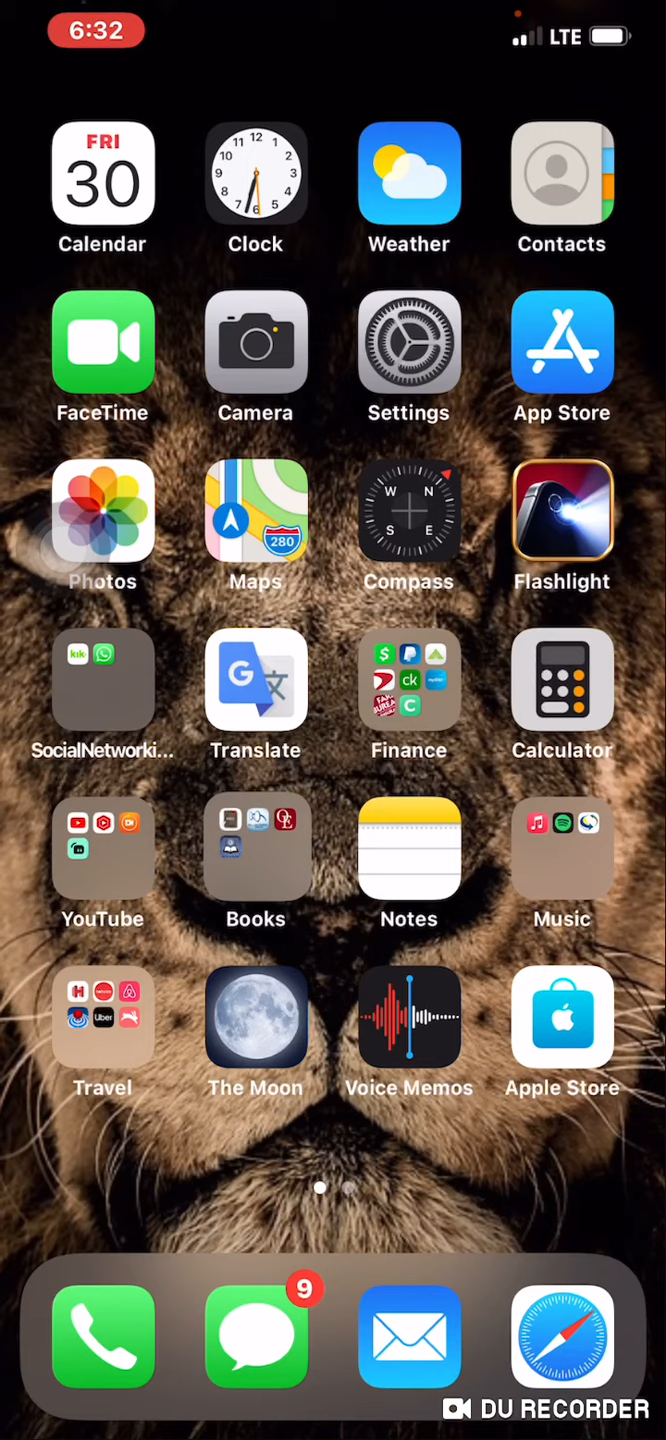 6:32 LTE
FRI
30
Calendar Clock Weather Contacts
FaceTime Camera Settings App Store
W N
S E
280
Photos Maps Compass Flashlight
kik
G
$
ck
SocialNetworki... Translate Finance Calculator
YouTube Books Notes Music
Uber
Travel The Moon Voice Memos Apple Store
9
DU RECORDER